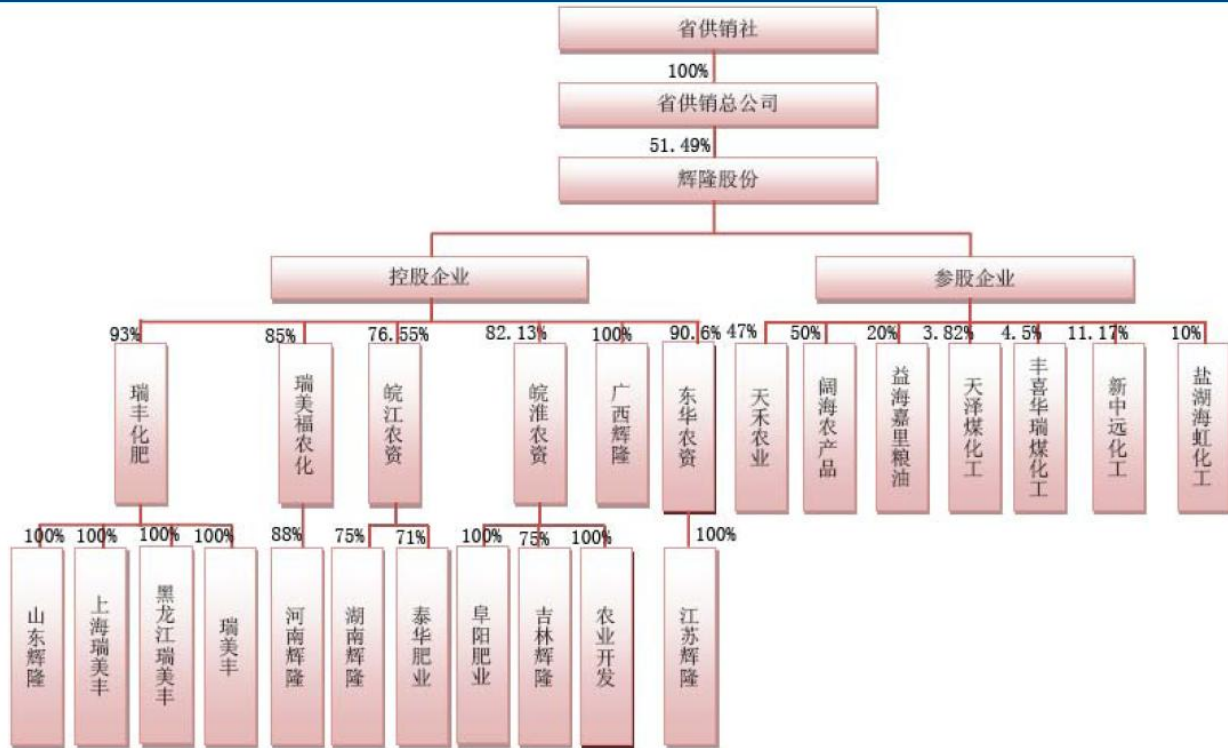 省供销社
100%
省供销总公司
51.49%
辉隆股份
控股企业
参股企业
93%
85%
76.55%
82.13%
100%
90.6%
47%
50%
20%
3.82%
4.5%
11.17%
10%
瑞丰化肥
瑞美福农化
皖江农资
皖淮农资
广西辉隆
东华农资
天禾农业
阔海农产品
益海嘉里粮油
天泽煤化工
丰喜华瑞煤化工
新中远化工
盐湖海虹化工
100%
100%
100%
100%
88%
75%
71%
100%
75%
100%
100%
山东辉隆
上海瑞美丰
黑龙江瑞美丰
瑞美丰
河南辉隆
湖南辉隆
泰华肥业
阜阳肥业
吉林辉隆
农业开发
江苏辉隆